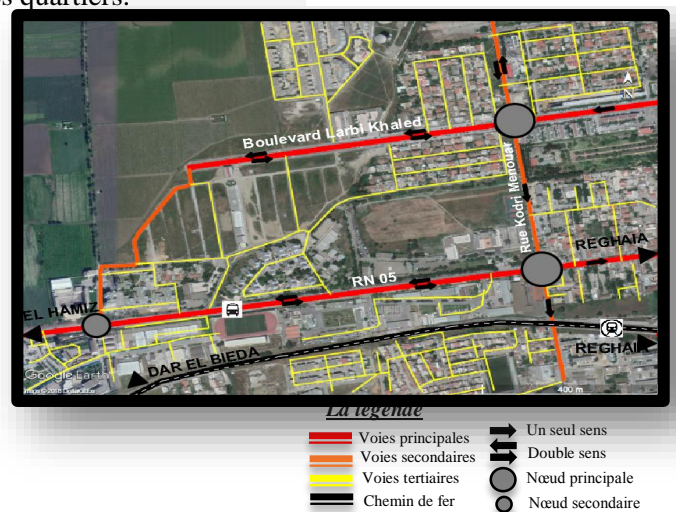 s quartiers.
N
Boulevard Larbi Khaled
Rue Kodri Menouar
REGHAIA
RN 05
EL HAMIZ
DAR EL BIEDA
REGHAIA
Google Earth
400 m
La légende
Voies principales
Un seul sens
Voies secondaires
Double sens
Voies tertiaires
Nœud principale
Chemin de fer
Nœud secondaire